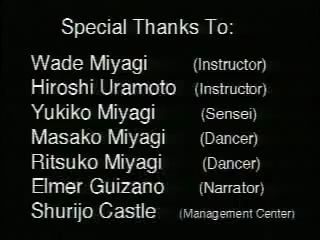 Special Thanks To:
Wade Miyagi (Instructor)
Hiroshi Uramoto (Instructor)
Yukiko Miyagi (Sensei)
Masako Miyagi (Dancer)
Ritsuko Miyagi (Dancer)
Elmer Guizano (Narrator)
Shurijo Castle (Management Center)